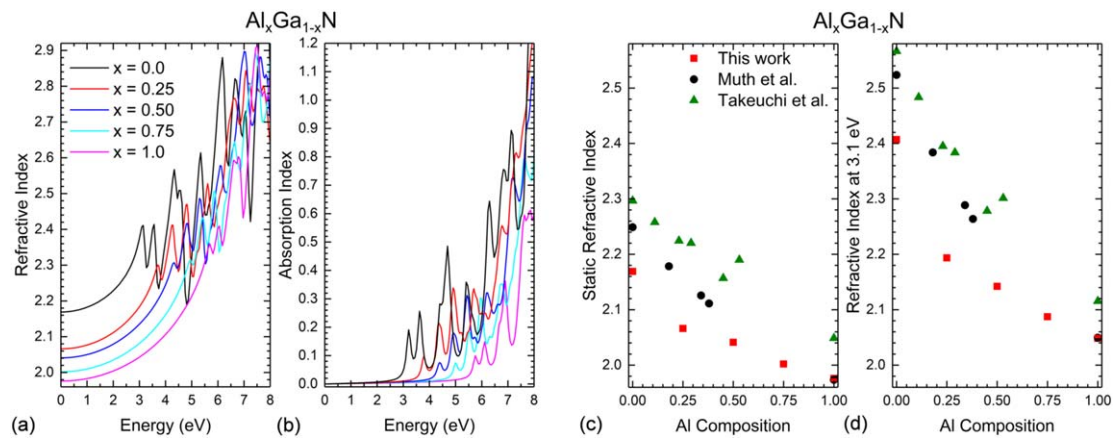 AlxGa1-xN
AlxGa1-xN
2.9
2.8
2.7
2.6
2.5
2.4
2.3
2.2
2.1
2.0
Refractive Index
x = 0.0
x = 0.25
x = 0.50
x = 0.75
x = 1.0
0 1 2 3 4 5 6 7 8
Energy (eV)
(a)
1.2
1.1
1.0
0.9
0.8
0.7
0.6
0.5
0.4
0.3
0.2
0.1
0.0
Absorption Index
0 1 2 3 4 5 6 7 8
Energy (eV)
(b)
This work
Muth et al.
Takeuchi et al.
2.5
2.4
2.3
2.2
2.1
2.0
Static Refractive Index
0.00 0.25 0.50 0.75 1.00
Al Composition
(c)
2.5
2.4
2.3
2.2
2.1
2.0
Refractive Index at 3.1 eV
0.00 0.25 0.50 0.75 1.00
Al Composition
(d)